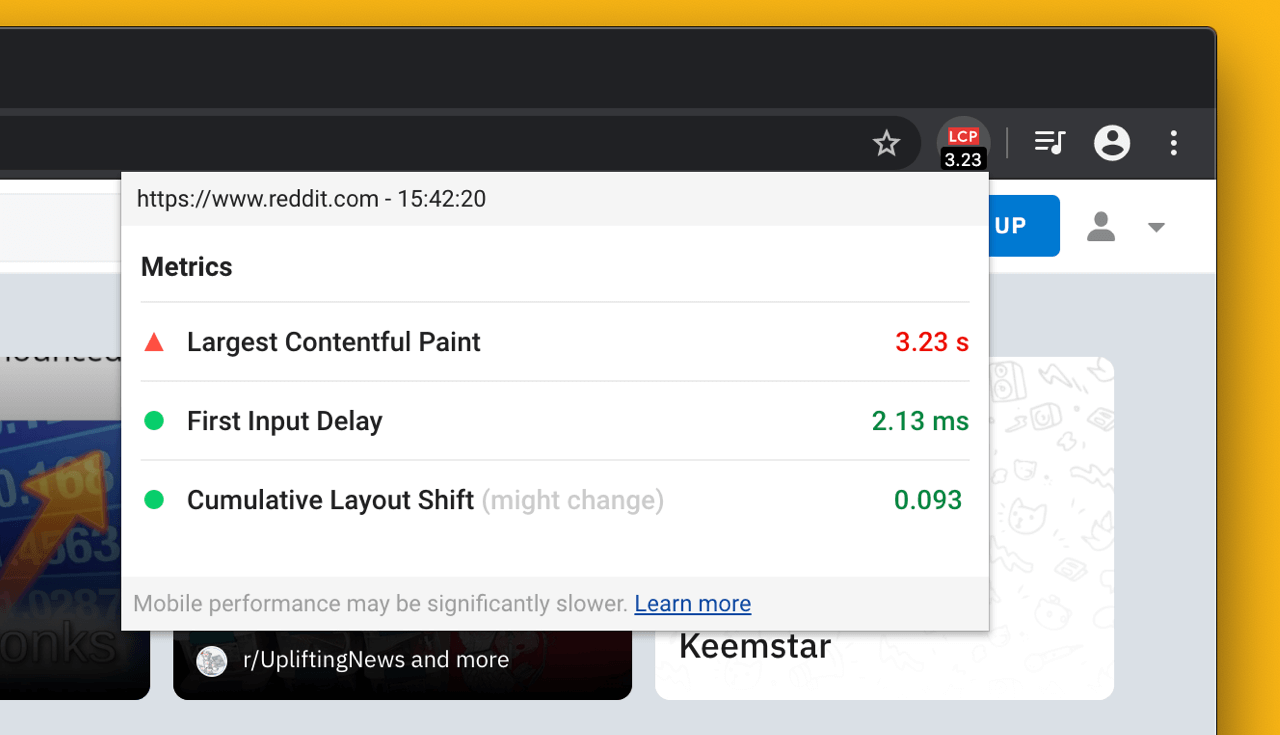 LCP
3.23
https://www.reddit.com - 15:42:20
UP
Metrics
Largest Contentful Paint 3.23 s
First Input Delay 2.13 ms
Cumulative Layout Shift (might change) 0.093
Mobile performance may be significantly slower. Learn more
r/UpliftingNews and more
Keemstar